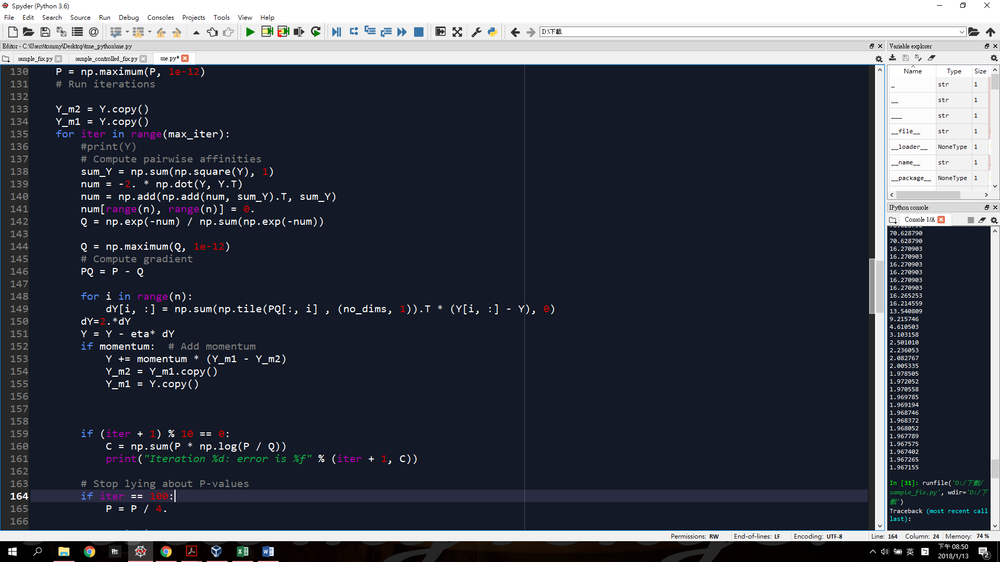 Spyder (Python 3.6)
File Edit Search Source Run Debug Consoles Projects Tools View Help
D:\下載
Editor - C:\Users\tommy\Desktop\tsne_python\sne.py
sample_fix.py sample_controlled_fix.py sne.py*
130 P = np.maximum(P, 1e-12)
131 # Run iterations
132
133 Y_m2 = Y.copy()
134 Y_m1 = Y.copy()
135 for iter in range(max_iter):
136 #print(Y)
137 # Compute pairwise affinities
138 sum_Y = np.sum(np.square(Y), 1)
139 num = -2. * np.dot(Y, Y.T)
140 num = np.add(np.add(num, sum_Y).T, sum_Y)
141 num[range(n), range(n)] = 0.
142 Q = np.exp(-num) / np.sum(np.exp(-num))
143
144 Q = np.maximum(Q, 1e-12)
145 # Compute gradient
146 PQ = P - Q
147
148 for i in range(n):
149 dY[i, :] = np.sum(np.tile(PQ[:, i] , (no_dims, 1)).T * (Y[i, :] - Y), 0)
150 dY=2.*dY
151 Y = Y - eta* dY
152 if momentum: # Add momentum
153 Y += momentum * (Y_m1 - Y_m2)
154 Y_m2 = Y_m1.copy()
155 Y_m1 = Y.copy()
156
157
158
159 if (iter + 1) % 10 == 0:
160 C = np.sum(P * np.log(P / Q))
161 print("Iteration %d: error is %f" % (iter + 1, C))
162
163 # Stop lying about P-values
164 if iter == 100:
165 P = P / 4.
166
Variable explorer
Name Type Size
_ str 1
__ str 1
___ str 1
__file__ str 1
__loader__ NoneType 1
__name__ str 1
__package__ NoneType 1
IPython console
Console 1/A
70.628790
70.628790
70.628790
16.270903
16.270903
16.270903
16.270903
16.270903
16.270903
16.265253
16.214559
13.540809
9.215746
4.610503
3.103158
2.501010
2.236053
2.082767
2.005335
1.978505
1.972052
1.970558
1.969785
1.969194
1.968746
1.968372
1.968052
1.967789
1.967575
1.967402
1.967265
1.967155
In [31]: runfile('D:/下載/
sample_fix.py', wdir='D:/下
載')
Traceback (most recent call
last):
Permissions: RW End-of-lines: LF Encoding: UTF-8 Line: 164 Column: 24 Memory: 74 %
英
下午 08:50
2018/1/13
2